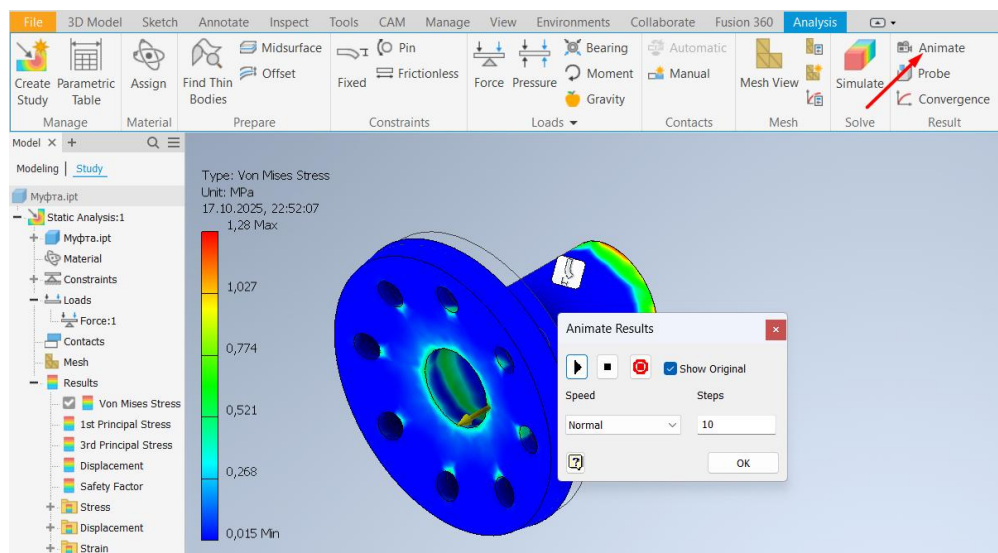 File 3D Model Sketch Annotate Inspect Tools CAM Manage View Environments Collaborate Fusion 360 Analysis
Create Study
Parametric Table
Manage
Assign
Material
Find Thin Bodies
Midsurface
Offset
Prepare
Fixed
Pin
Frictionless
Constraints
Force
Pressure
Bearing
Moment
Gravity
Loads
Automatic
Manual
Contacts
Mesh View
Mesh
Simulate
Solve
Animate
Probe
Convergence
Result
Model × +
Modeling | Study
Муфта.ipt
Static Analysis:1
Муфта.ipt
Material
Constraints
Loads
Force:1
Contacts
Mesh
Results
Von Mises Stress
1st Principal Stress
3rd Principal Stress
Displacement
Safety Factor
Stress
Displacement
Strain
Type: Von Mises Stress
Unit: MPa
17.10.2025, 22:52:07
1,28 Max
1,027
0,774
0,521
0,268
0,015 Min
Animate Results
Show Original
Speed Steps
Normal 10
OK